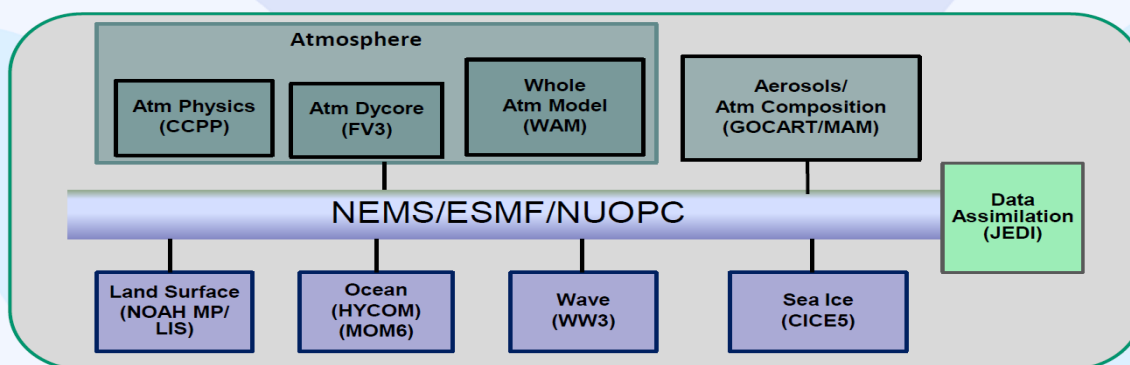 Atmosphere
Atm Physics
(CCPP)
Atm Dycore
(FV3)
Whole
Atm Model
(WAM)
Aerosols/
Atm Composition
(GOCART/MAM)
NEMS/ESMF/NUOPC
Data
Assimilation
(JEDI)
Land Surface
(NOAH MP/
LIS)
Ocean
(HYCOM)
(MOM6)
Wave
(WW3)
Sea Ice
(CICE5)